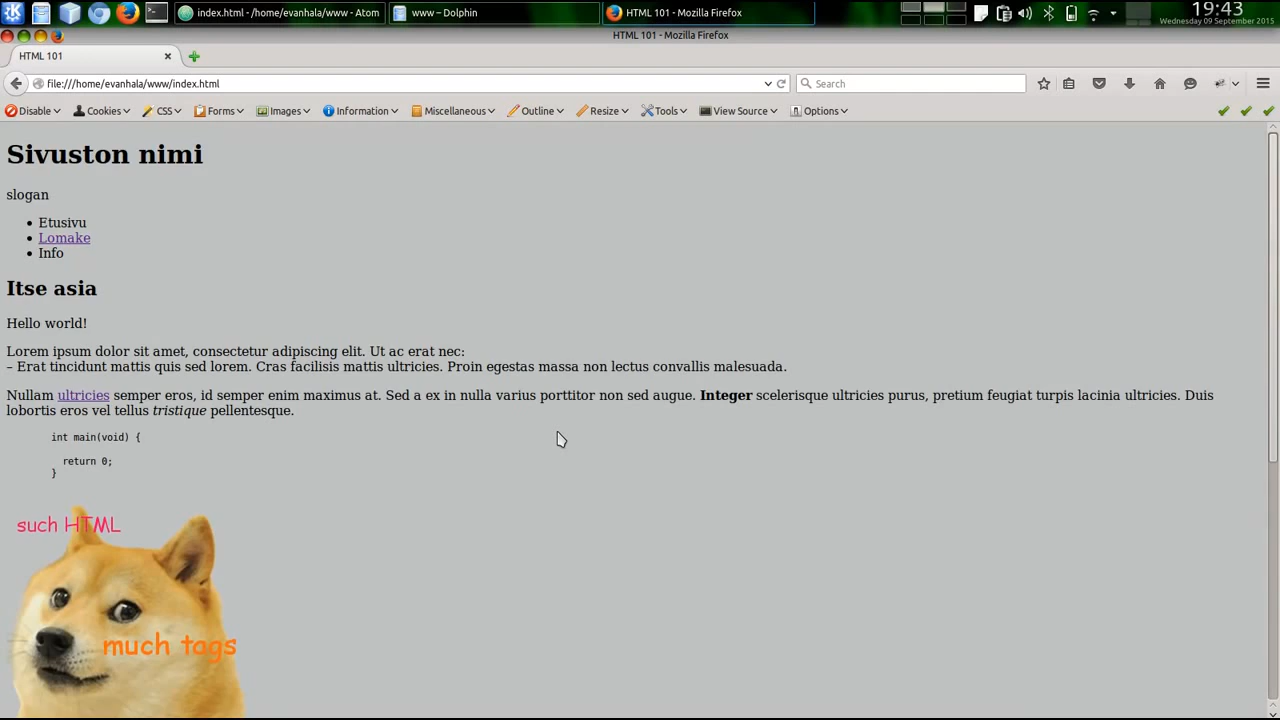 index.html - /home/evanhala/www - Atom
www – Dolphin
HTML 101 - Mozilla Firefox
19:43
Wednesday 09 September 2015
HTML 101 - Mozilla Firefox
HTML 101
file:///home/evanhala/www/index.html
Search
Disable Cookies CSS Forms Images Information Miscellaneous Outline Resize Tools View Source Options
Sivuston nimi
slogan
• Etusivu
• Lomake
• Info
Itse asia
Hello world!
Lorem ipsum dolor sit amet, consectetur adipiscing elit. Ut ac erat nec:
– Erat tincidunt mattis quis sed lorem. Cras facilisis mattis ultricies. Proin egestas massa non lectus convallis malesuada.
Nullam ultricies semper eros, id semper enim maximus at. Sed a ex in nulla varius porttitor non sed augue. Integer scelerisque ultricies purus, pretium feugiat turpis lacinia ultricies. Duis
lobortis eros vel tellus tristique pellentesque.
int main(void) {
return 0;
}
such HTML
much tags